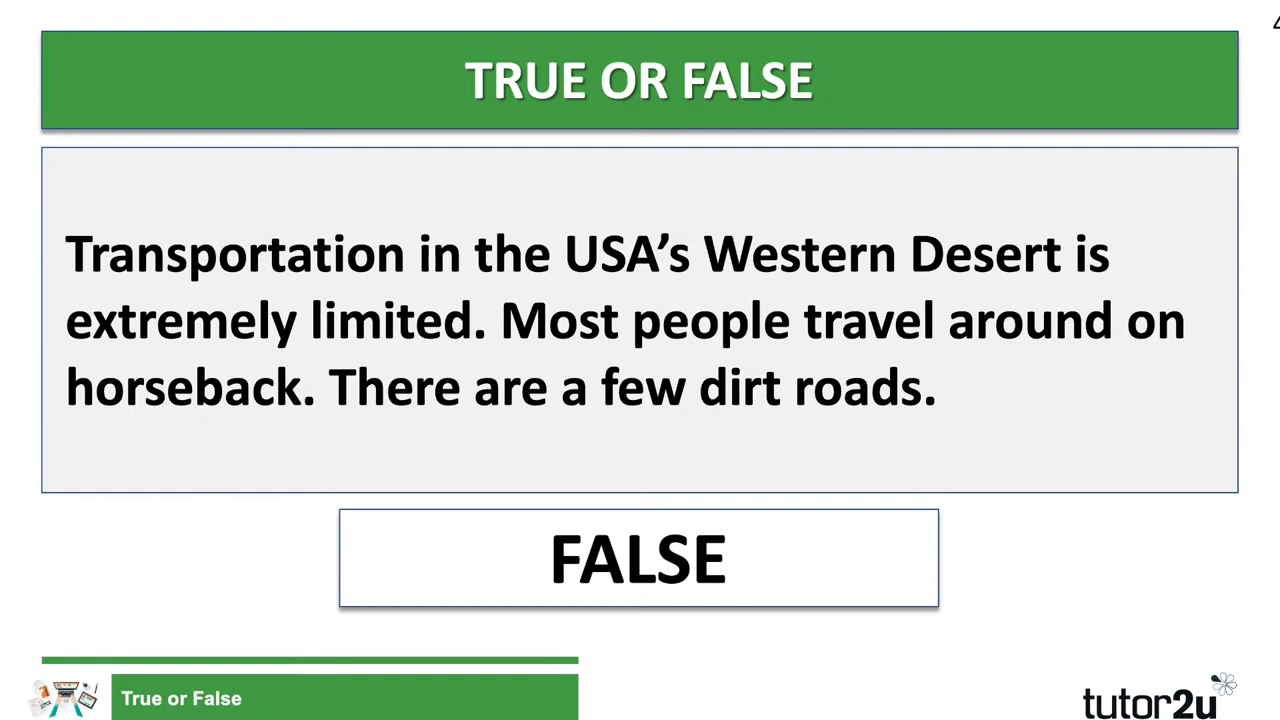 TRUE OR FALSE
Transportation in the USA’s Western Desert is
extremely limited. Most people travel around on
horseback. There are a few dirt roads.
FALSE
True or False
tutor2u